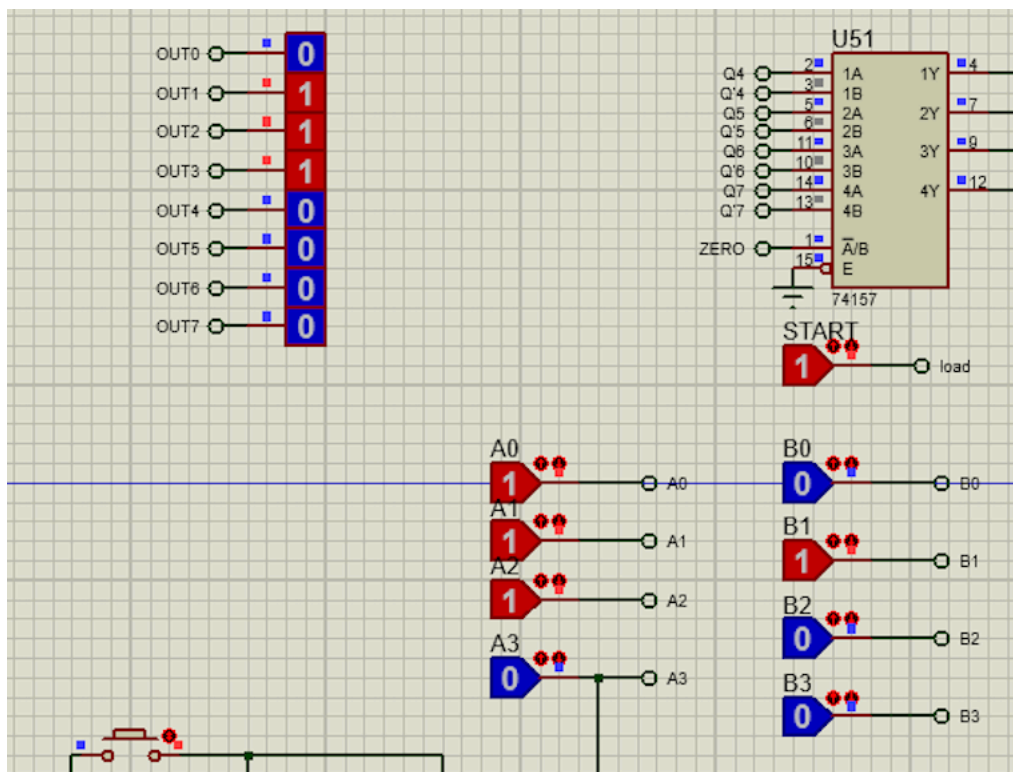 OUT0 0
OUT1 1
OUT2 1
OUT3 1
OUT4 0
OUT5 0
OUT6 0
OUT7 0
U51
Q4 2 1A 1Y 4
Q'4 3 1B
Q5 5 2A 2Y 7
Q'5 6 2B
Q6 11 3A 3Y 9
Q'6 10 3B
Q7 14 4A 4Y 12
Q'7 13 4B
ZERO 1 A/B
15 E
74157
START
1 load
A0
1 A0
A1
1 A1
A2
1 A2
A3
0 A3
B0
0 B0
B1
1 B1
B2
0 B2
B3
0 B3